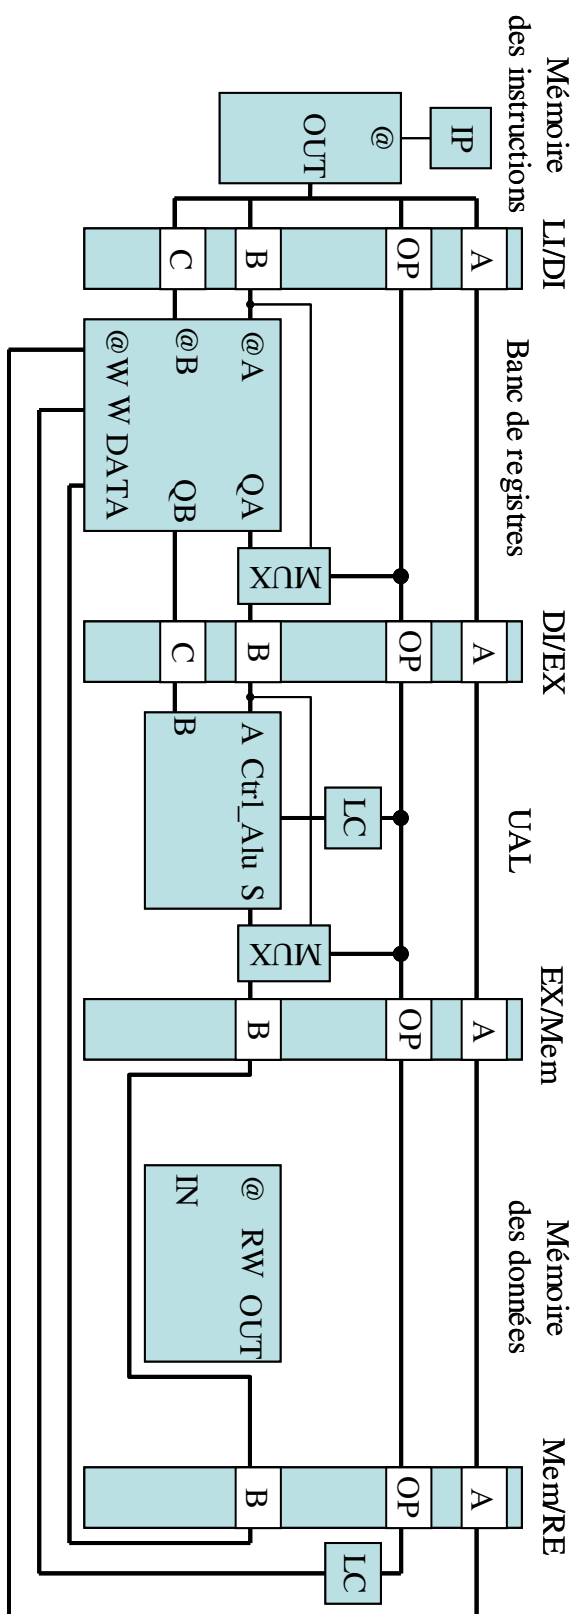 Mémoire
des instructions
IP
@
OUT
LI/DI
A
OP
B
C
Banc de registres
@A
@B
@W W DATA
QA
QB
MUX
DI/EX
A
OP
B
C
UAL
LC
A Ctrl_Alu S
B
MUX
EX/Mem
A
OP
B
Mémoire
des données
@ RW OUT
IN
Mem/RE
A
OP
B
LC